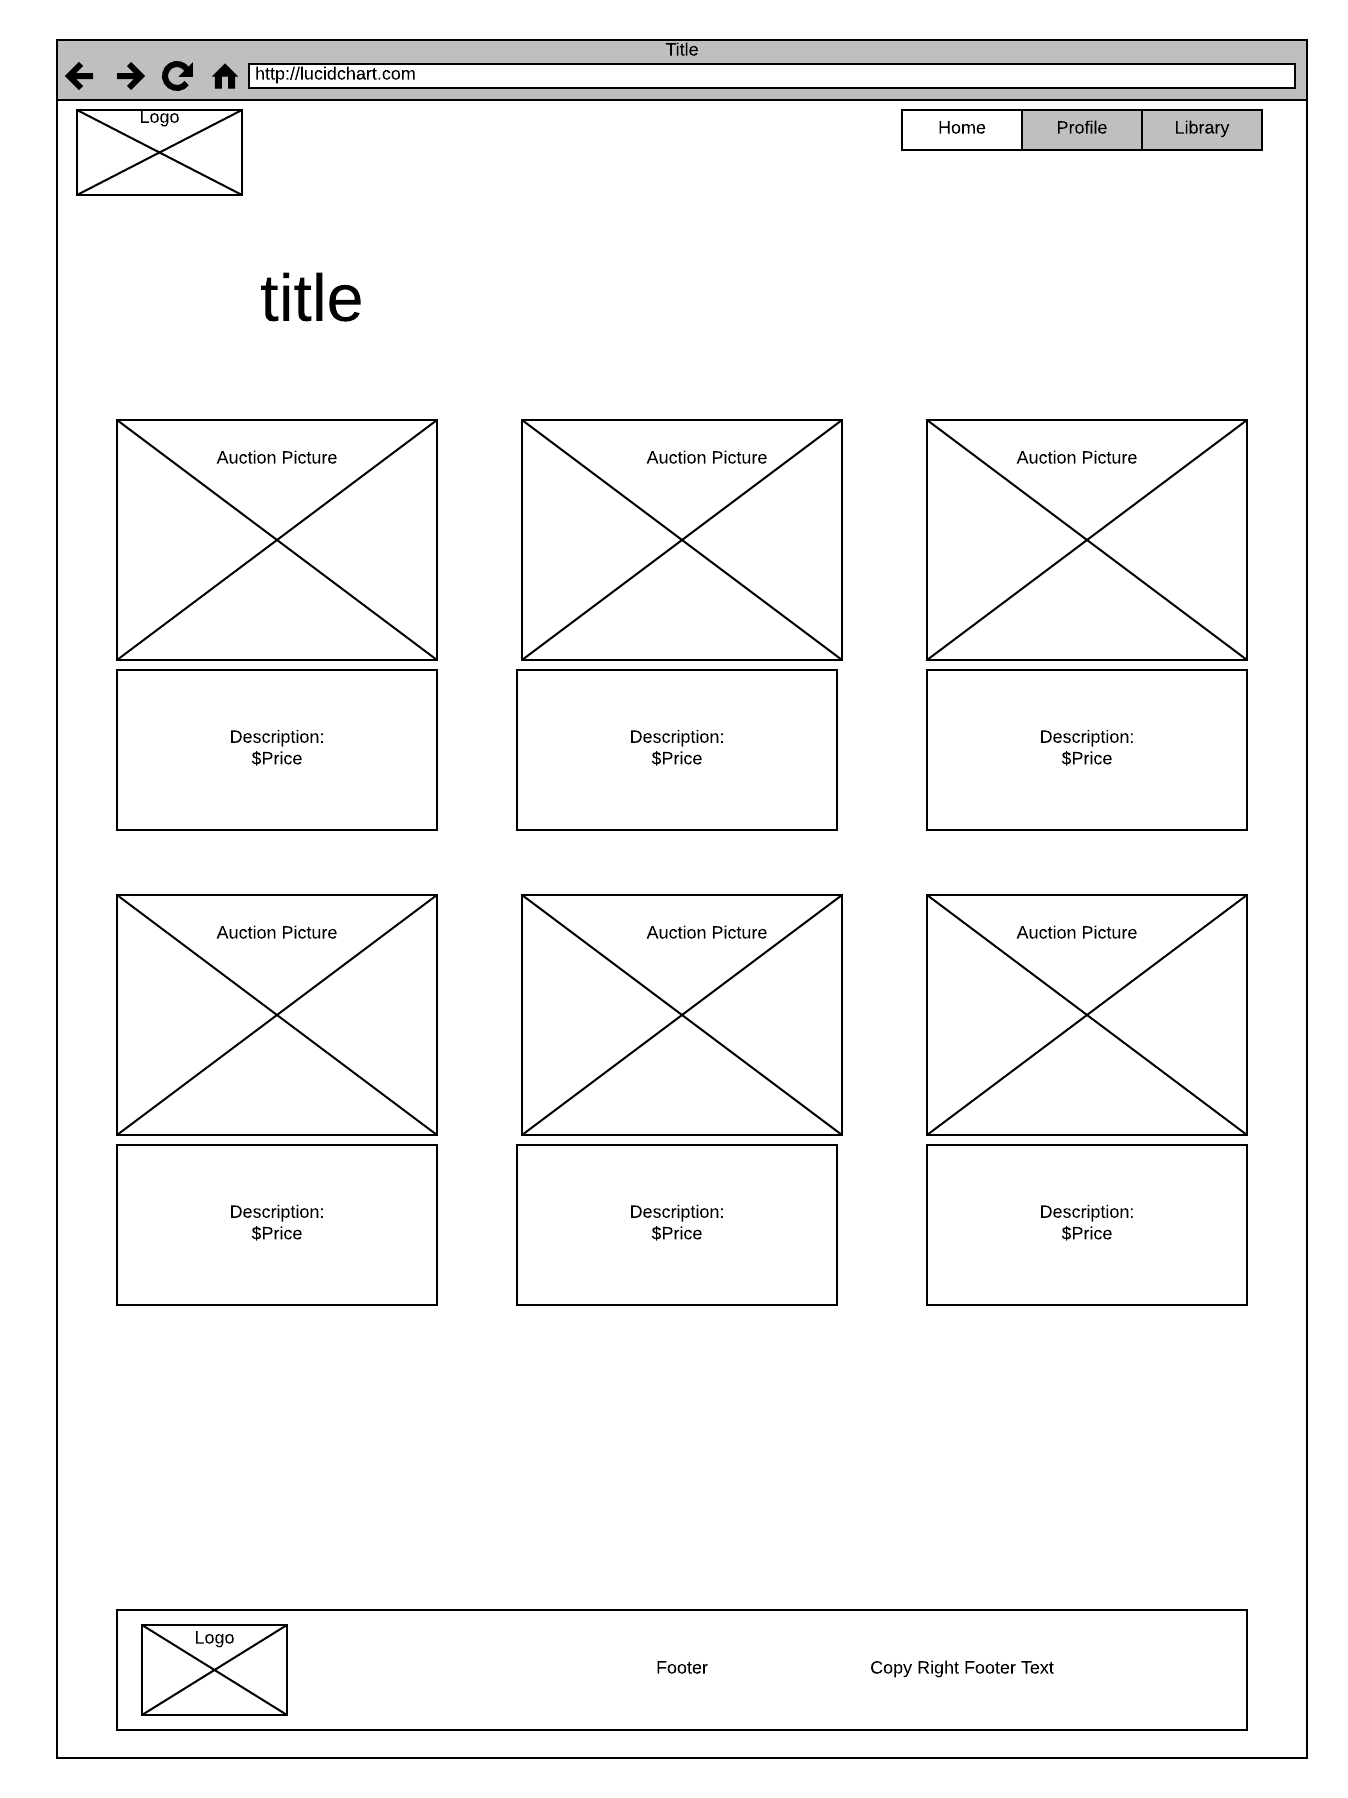 Title
http://lucidchart.com
Logo
Home
Profile
Library
title
Auction Picture
Auction Picture
Auction Picture
Description:
$Price
Description:
$Price
Description:
$Price
Auction Picture
Auction Picture
Auction Picture
Description:
$Price
Description:
$Price
Description:
$Price
Logo
Footer
Copy Right Footer Text